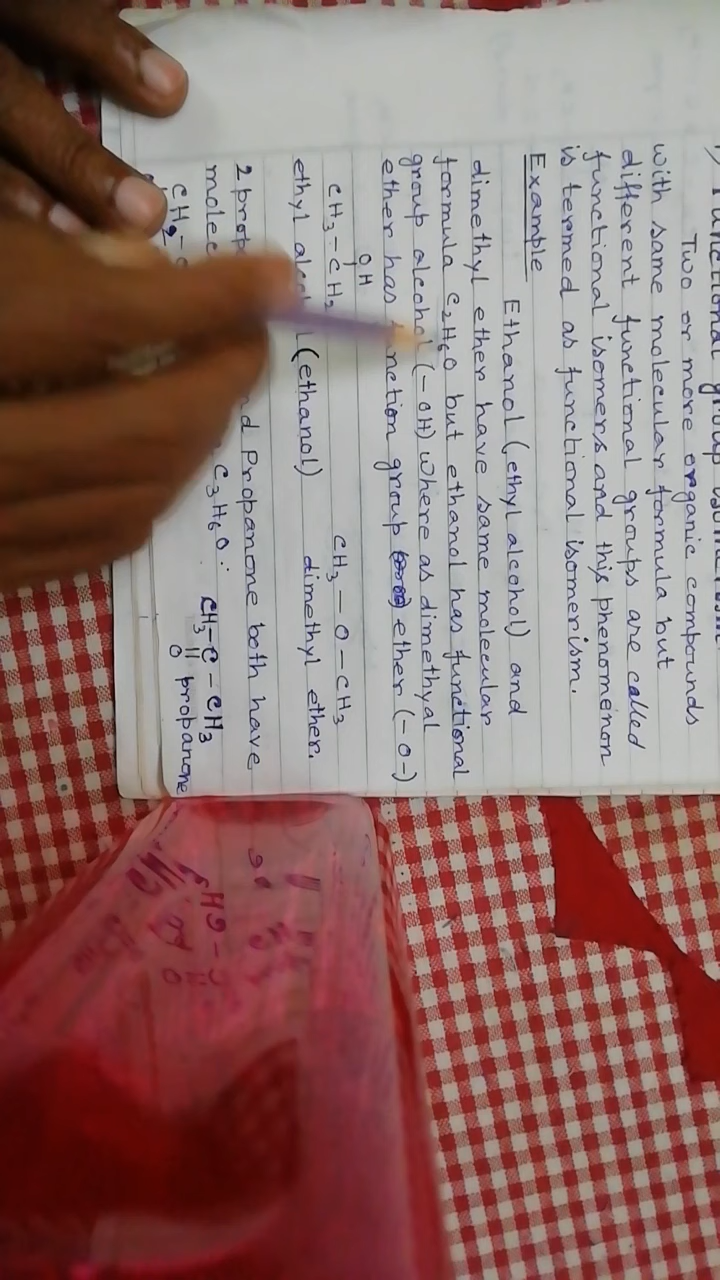 Two or more organic compounds
with same molecular formula but
different functional groups are called
functional isomers and this phenomenon
is termed as functional isomerism.
Example
Ethanol (ethyl alcohol) and
dimethyl ether have same molecular
formula C2H6O but ethanol has functional
group alcohol (-OH) where as dimethyal
ether has group ether (-O-)
OH
CH3-CH2 CH3-O-CH3
ethyl (ethanol) dimethyl ether.
2 Propanone both have
C3H6O:
CH3-C-CH3
O propanone